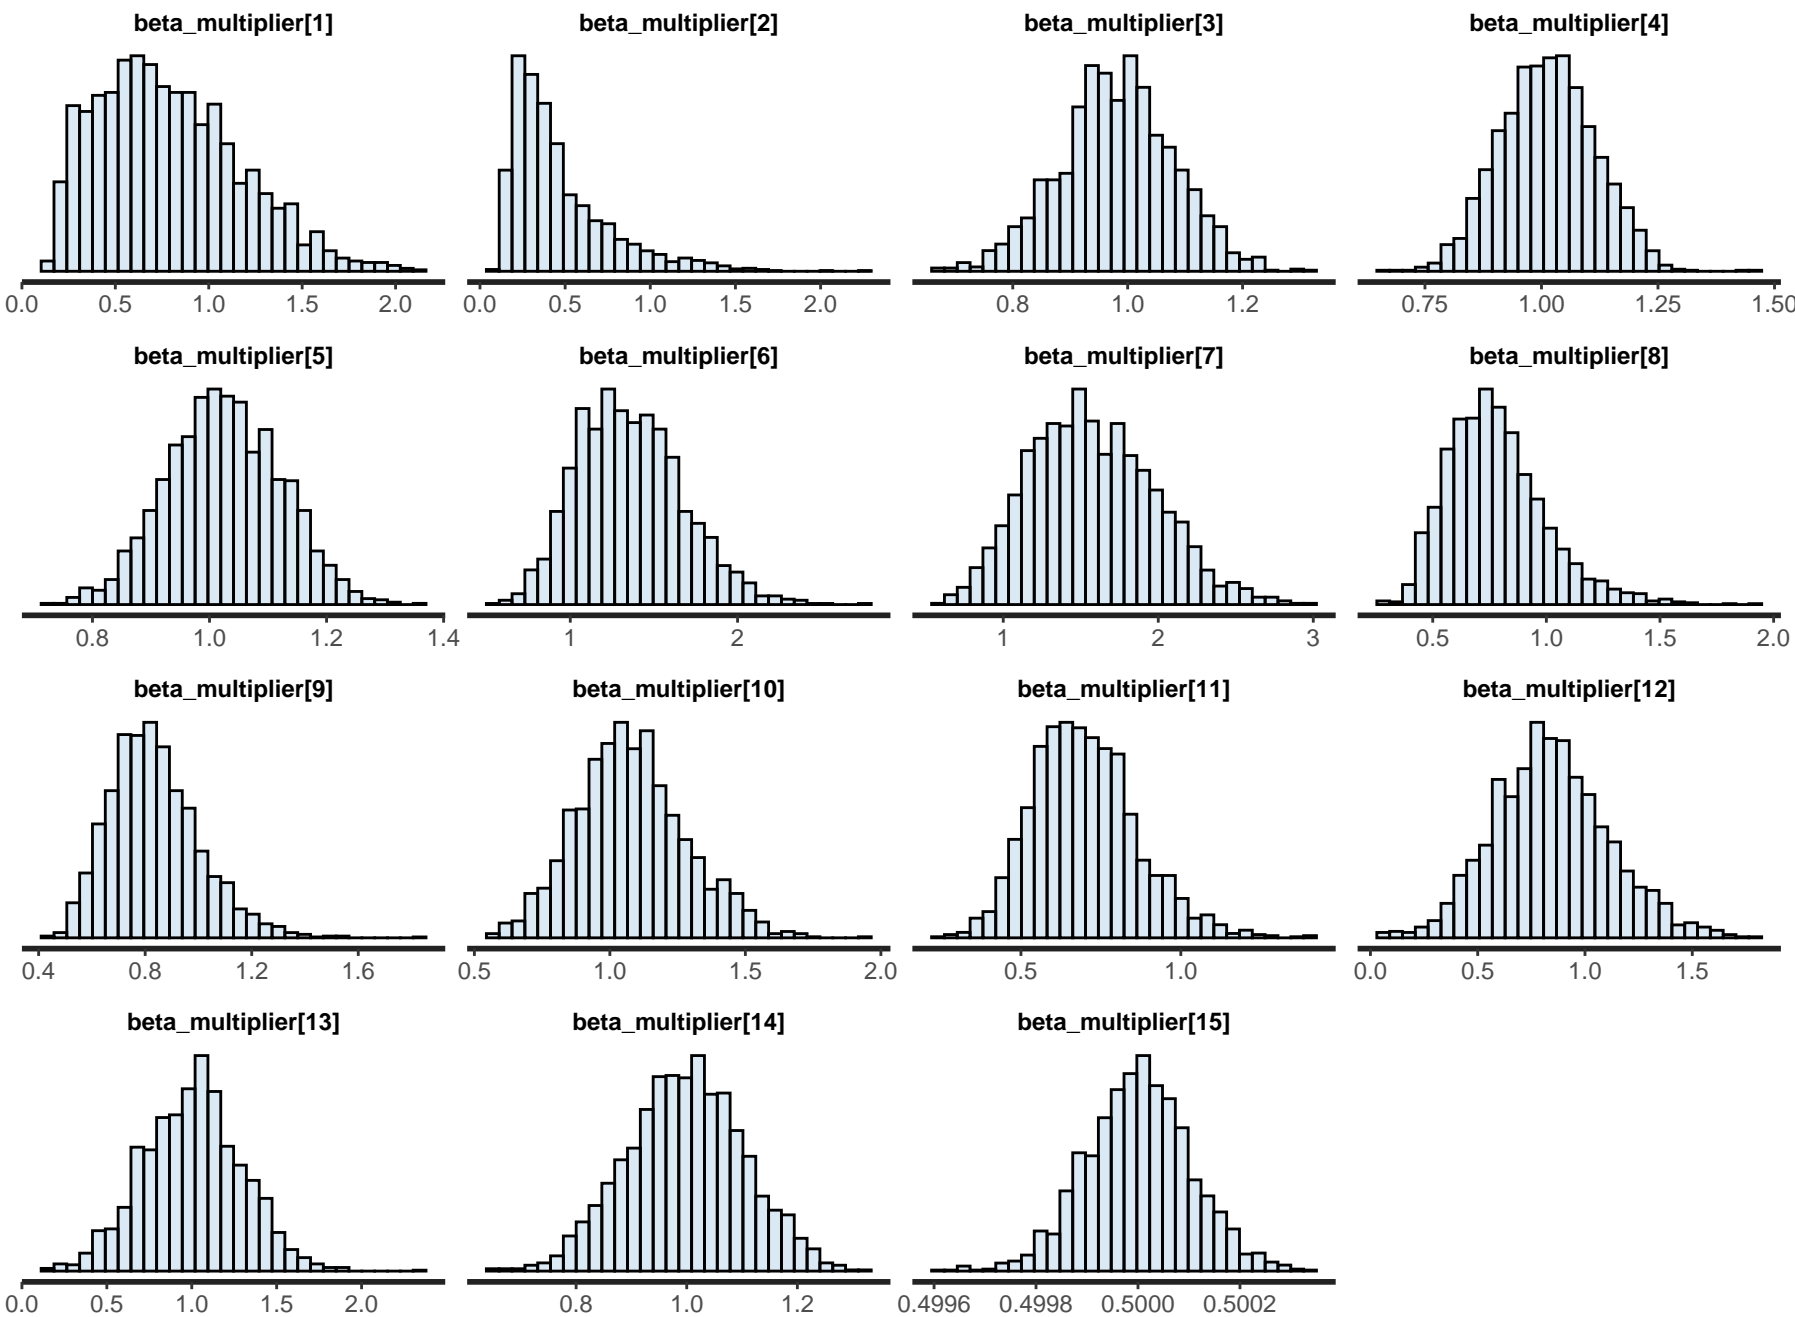 beta_multiplier[1] beta_multiplier[2] beta_multiplier[3] beta_multiplier[4]
0.0 0.5 1.0 1.5 2.0 0.0 0.5 1.0 1.5 2.0 0.8 1.0 1.2 0.75 1.00 1.25 1.50
beta_multiplier[5] beta_multiplier[6] beta_multiplier[7] beta_multiplier[8]
0.8 1.0 1.2 1.4 1 2 1 2 3 0.5 1.0 1.5 2.0
beta_multiplier[9] beta_multiplier[10] beta_multiplier[11] beta_multiplier[12]
0.4 0.8 1.2 1.6 0.5 1.0 1.5 2.0 0.5 1.0 0.0 0.5 1.0 1.5
beta_multiplier[13] beta_multiplier[14] beta_multiplier[15]
0.0 0.5 1.0 1.5 2.0 0.8 1.0 1.2 0.4996 0.4998 0.5000 0.5002